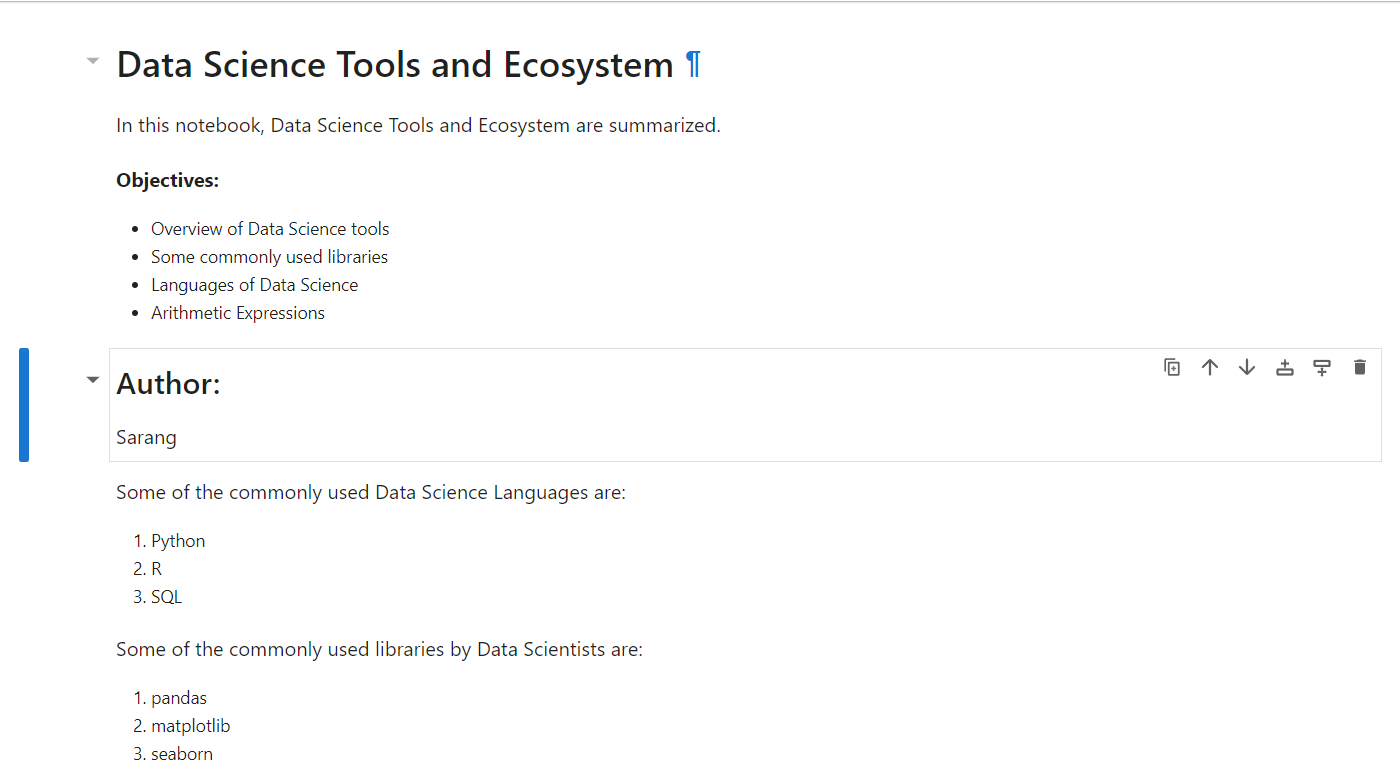 Data Science Tools and Ecosystem ¶
In this notebook, Data Science Tools and Ecosystem are summarized.
Objectives:
• Overview of Data Science tools
• Some commonly used libraries
• Languages of Data Science
• Arithmetic Expressions
Author:
Sarang
Some of the commonly used Data Science Languages are:
1. Python
2. R
3. SQL
Some of the commonly used libraries by Data Scientists are:
1. pandas
2. matplotlib
3. seaborn